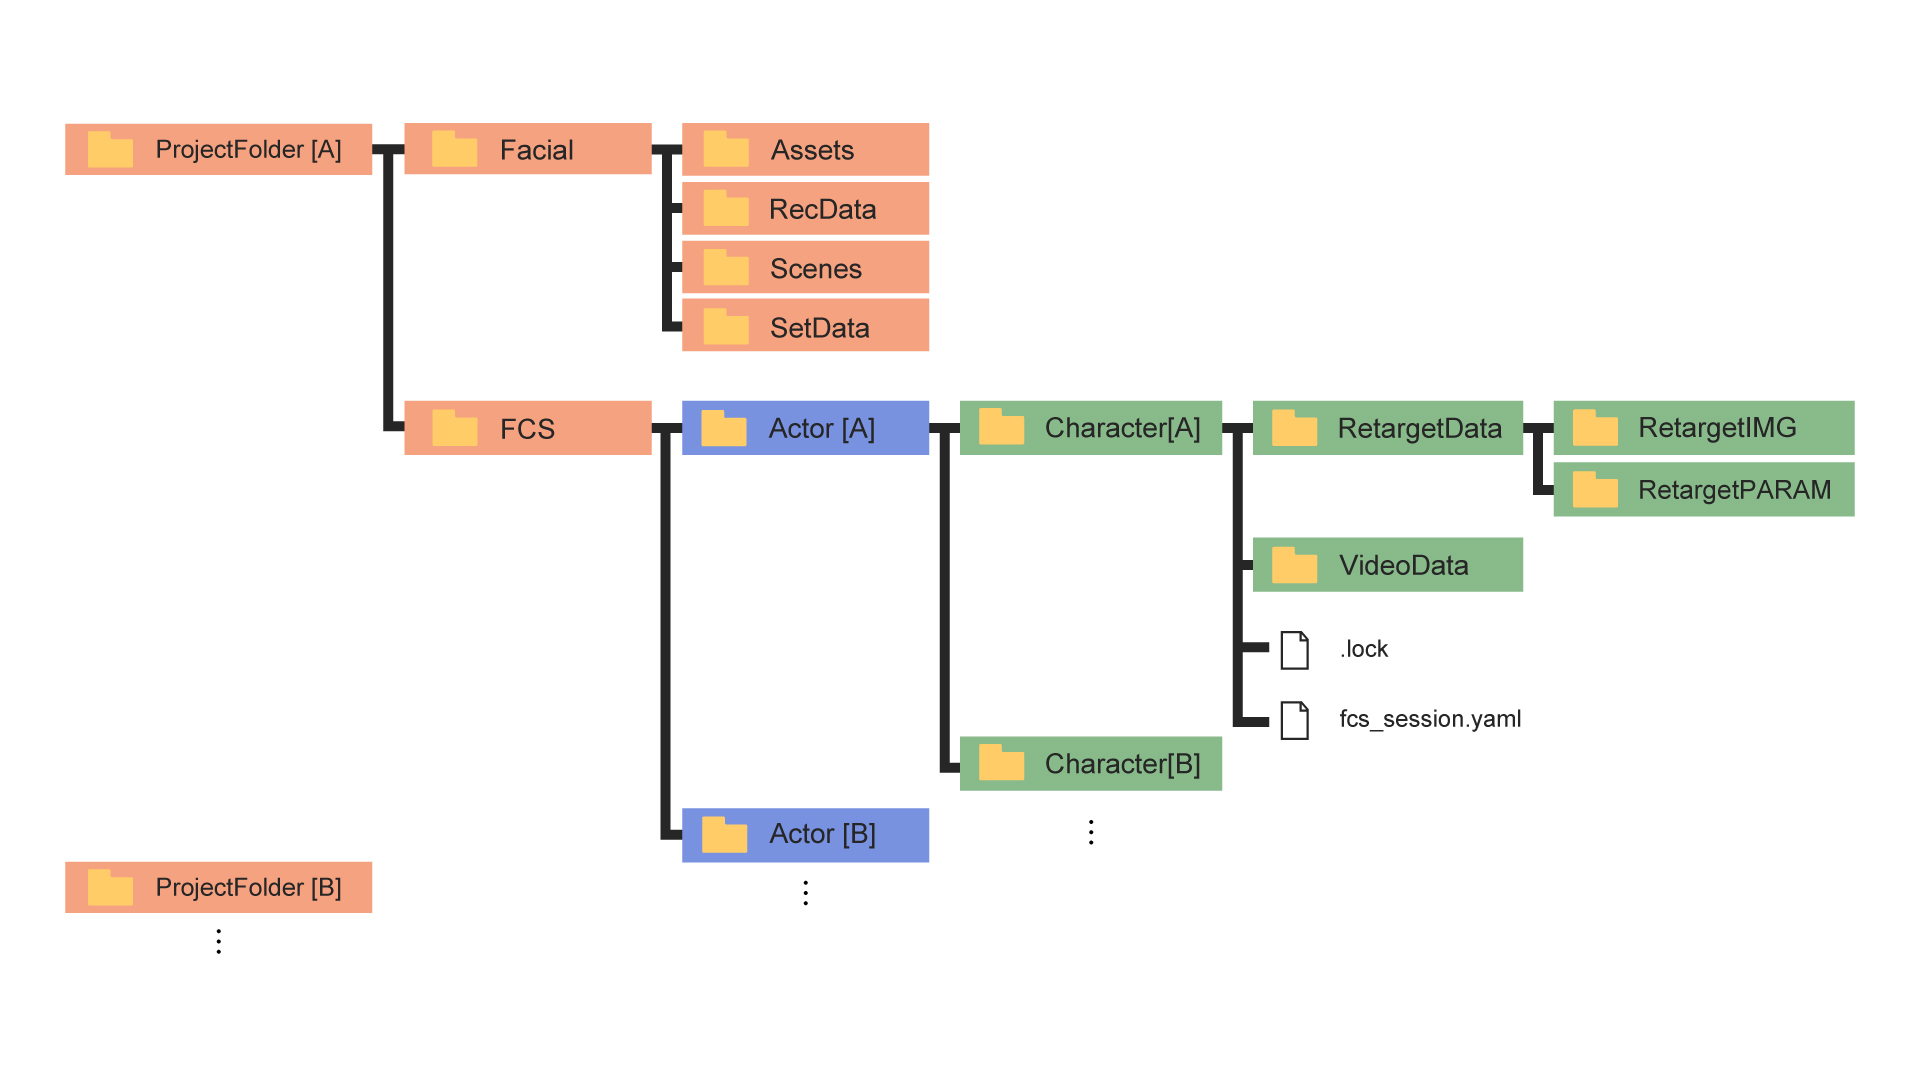 ProjectFolder [A]
Facial
Assets
RecData
Scenes
SetData
FCS
Actor [A]
Character[A]
RetargetData
RetargetIMG
RetargetPARAM
VideoData
.lock
fcs_session.yaml
Character[B]
Actor [B]
ProjectFolder [B]